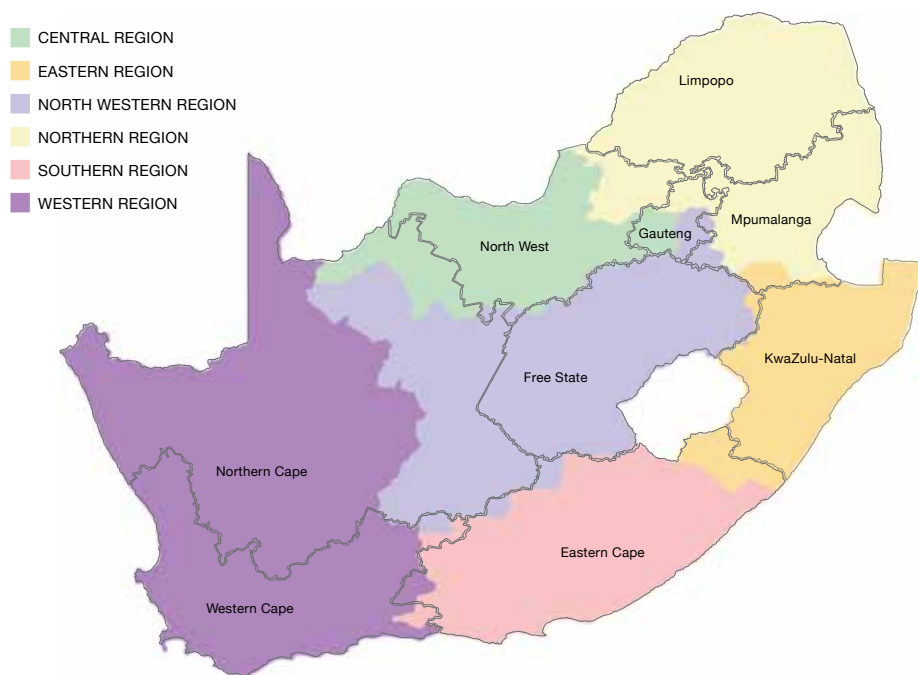 CENTRAL REGION
EASTERN REGION
NORTH WESTERN REGION
NORTHERN REGION
SOUTHERN REGION
WESTERN REGION
Limpopo
Mpumalanga
Gauteng
North West
KwaZulu-Natal
Free State
Northern Cape
Eastern Cape
Western Cape